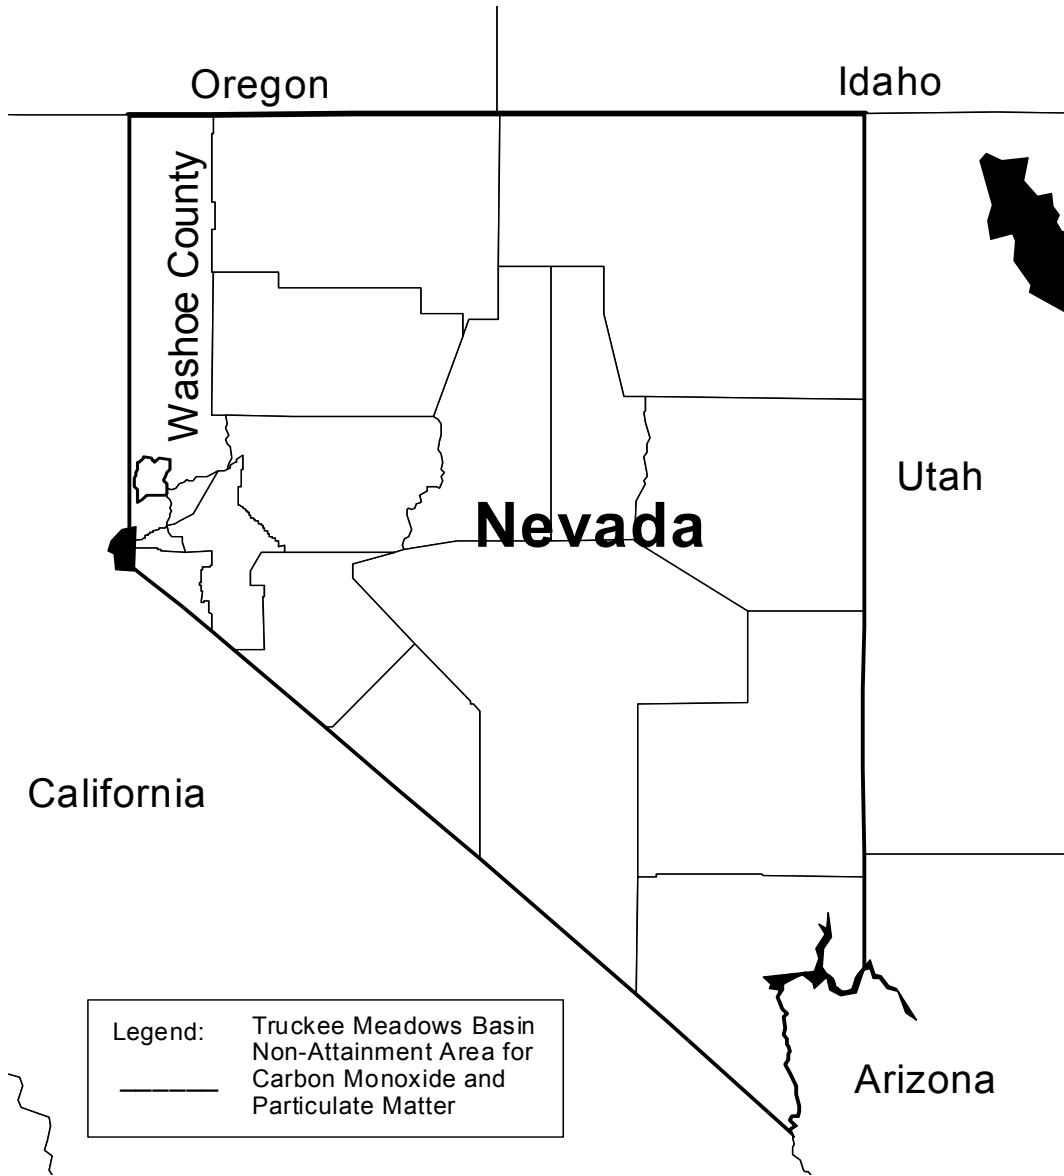 Oregon
Idaho
Washoe County
Utah
Nevada
California
Legend:
Truckee Meadows Basin
Non-Attainment Area for
Carbon Monoxide and
Particulate Matter
Arizona